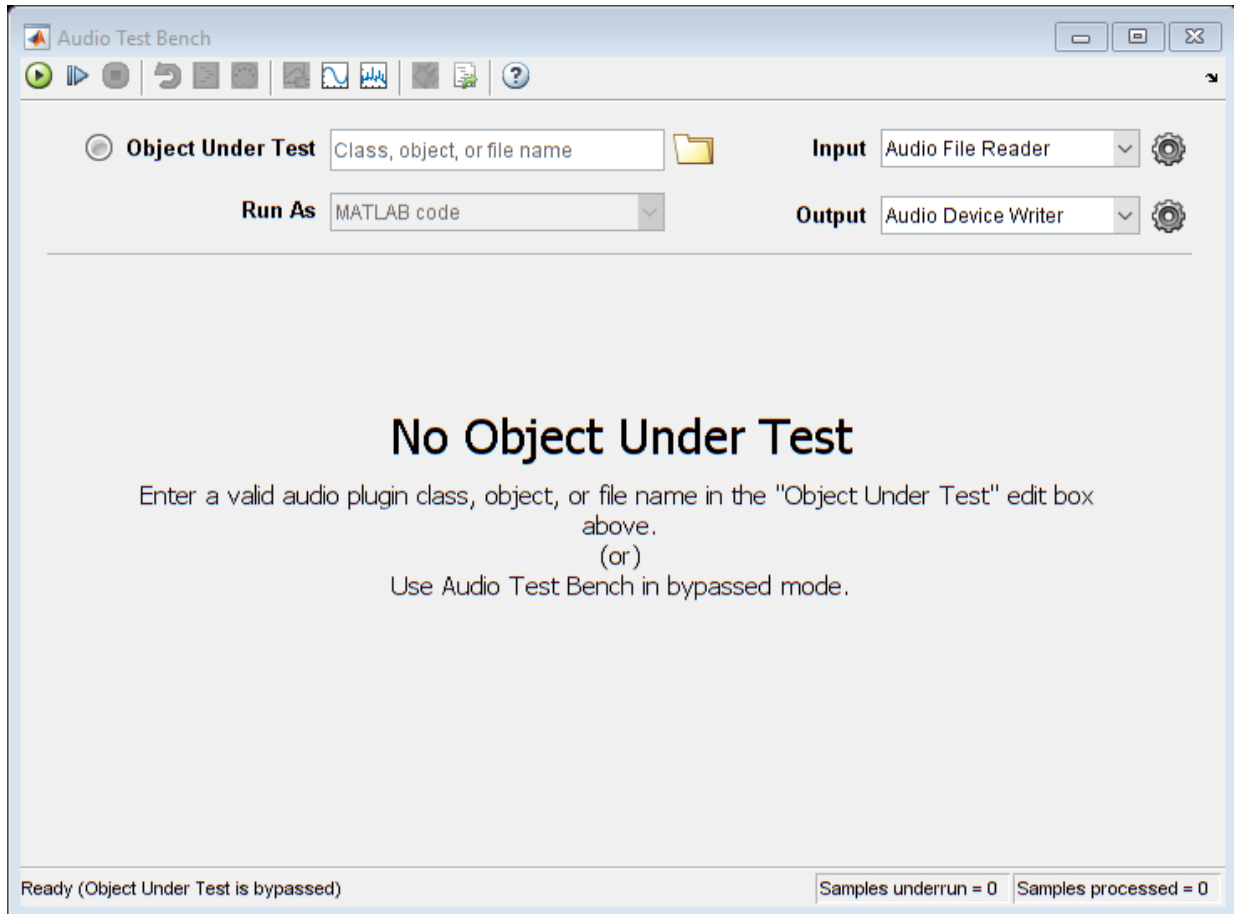 Audio Test Bench
Object Under Test Class, object, or file name Input Audio File Reader
Run As MATLAB code Output Audio Device Writer
No Object Under Test
Enter a valid audio plugin class, object, or file name in the "Object Under Test" edit box
above.
(or)
Use Audio Test Bench in bypassed mode.
Ready (Object Under Test is bypassed) Samples underrun = 0 Samples processed = 0